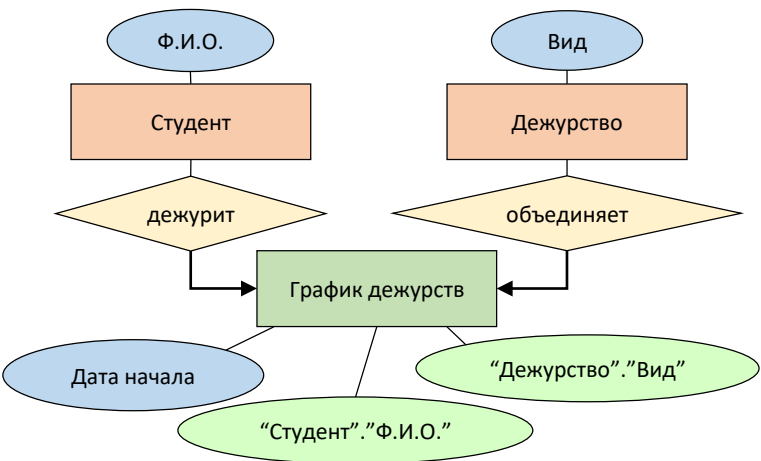 Ф.И.О.
Вид
Студент
Дежурство
дежурит
объединяет
График дежурств
Дата начала
“Дежурство”.”Вид”
“Студент”.”Ф.И.О.”